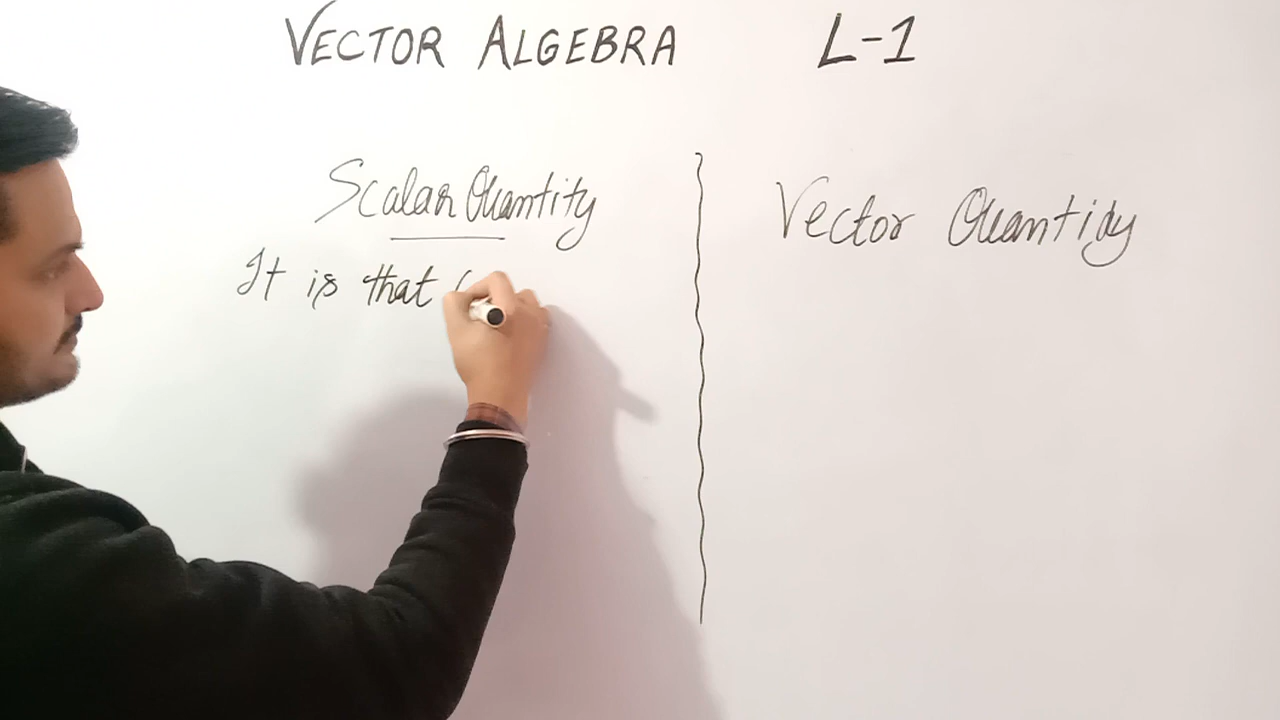 VECTOR ALGEBRA L-1
Scalar Quantity
Vector Quantity
It is that